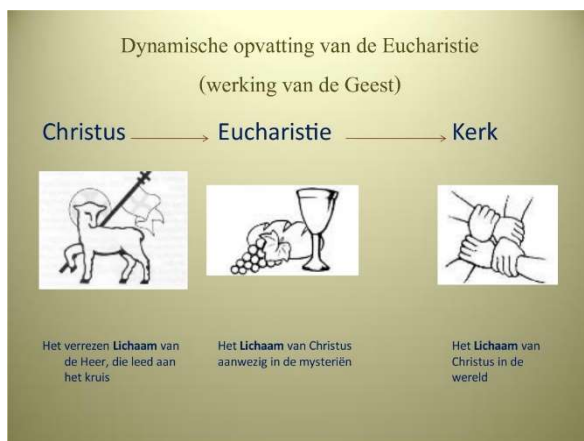 Dynamische opvatting van de Eucharistie
(werking van de Geest)
Christus Eucharistie Kerk
Het verrezen Lichaam van
de Heer, die leed aan
het kruis
Het Lichaam van Christus
aanwezig in de mysteriën
Het Lichaam van
Christus in de
wereld